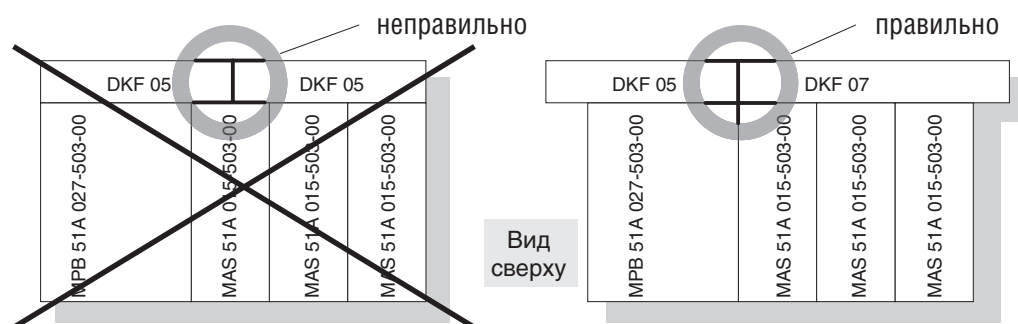 неправильно
правильно
DKF 05
DKF 05
MPB 51A 027-503-00
MAS 51A 015-503-00
MAS 51A 015-503-00
MAS 51A 015-503-00
Вид
сверху
DKF 05
DKF 07
MPB 51A 027-503-00
MAS 51A 015-503-00
MAS 51A 015-503-00
MAS 51A 015-503-00